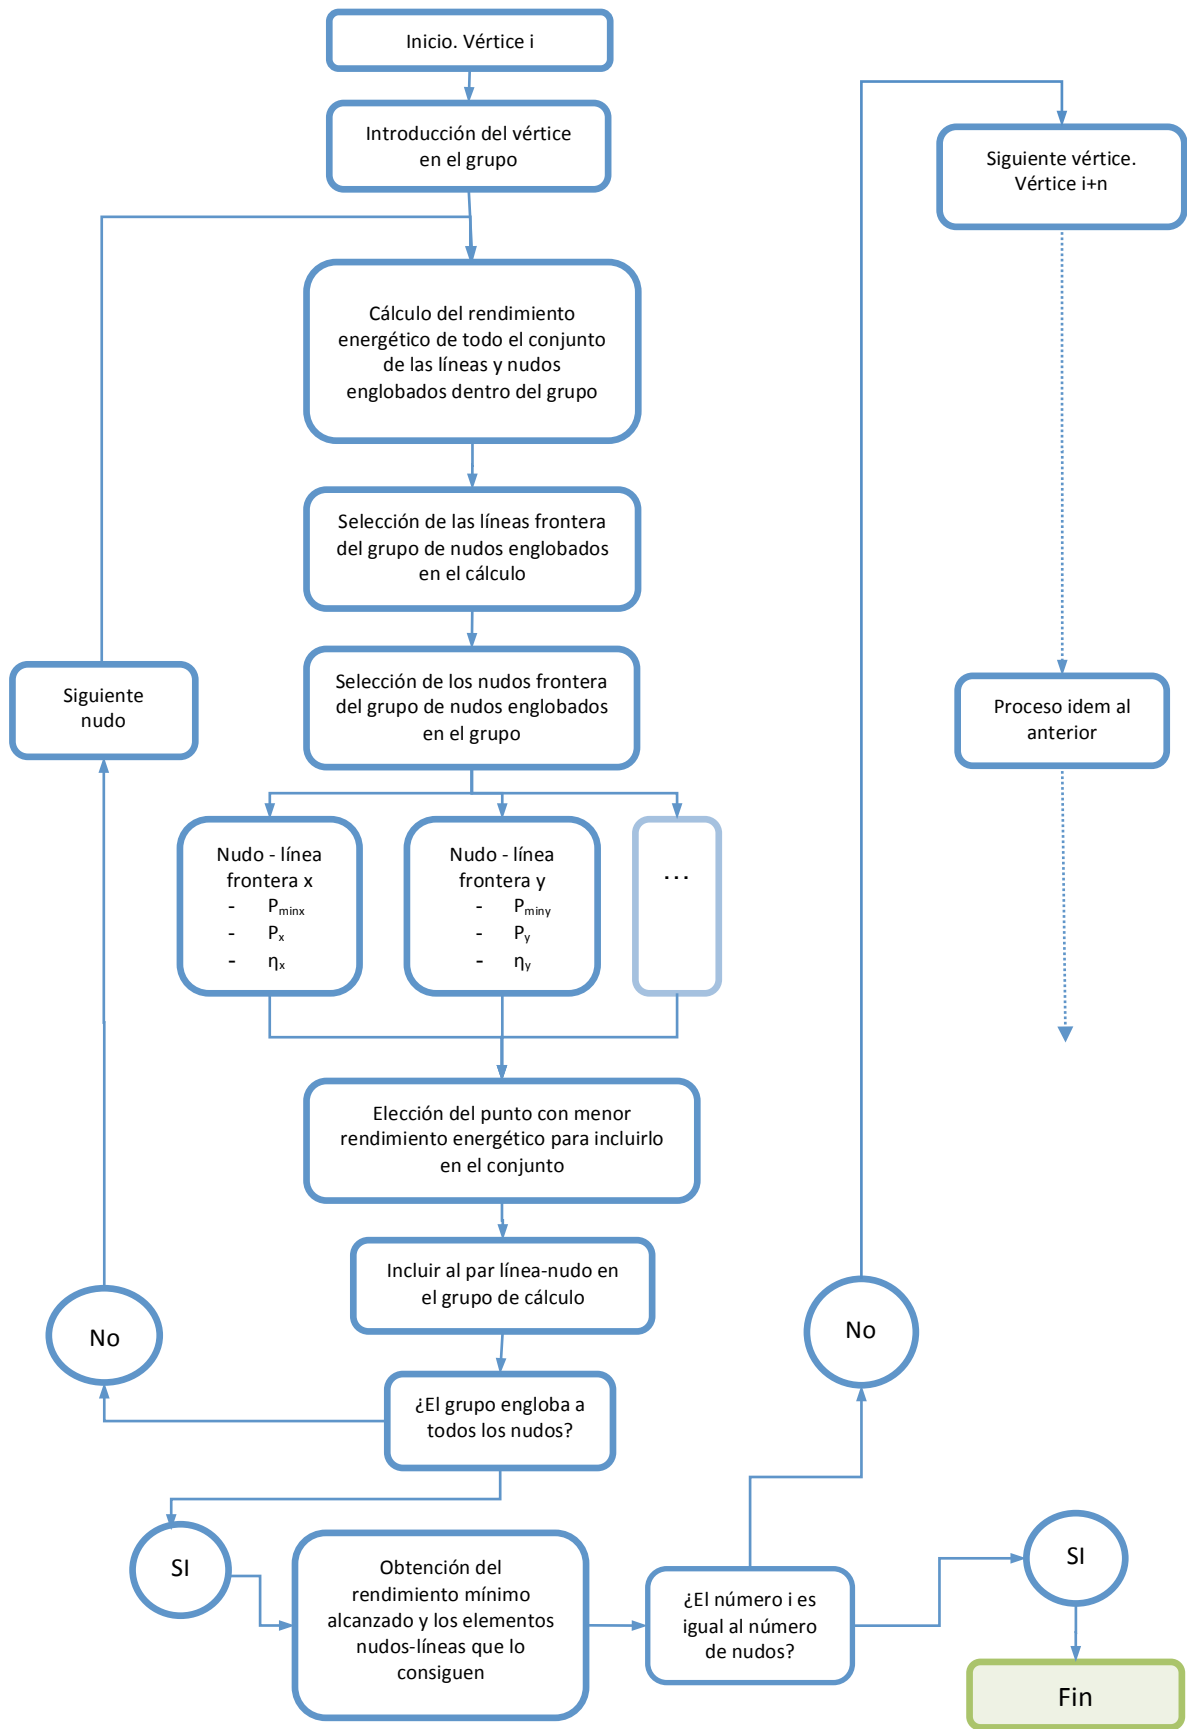 Inicio. Vértice i
Introducción del vértice
en el grupo
Siguiente vértice.
Vértice i+n
Cálculo del rendimiento
energético de todo el conjunto
de las líneas y nudos
englobados dentro del grupo
Selección de las líneas frontera
del grupo de nudos englobados
en el cálculo
Siguiente
nudo
Selección de los nudos frontera
del grupo de nudos englobados
en el grupo
Proceso idem al
anterior
Nudo - línea
frontera x
- Pminx
- Px
- ηx
Nudo - línea
frontera y
- Pminy
- Py
- ηy
...
Elección del punto con menor
rendimiento energético para incluirlo
en el conjunto
Incluir al par línea-nudo en
el grupo de cálculo
No
No
¿El grupo engloba a
todos los nudos?
SI
Obtención del
rendimiento mínimo
alcanzado y los elementos
nudos-líneas que lo
consiguen
¿El número i es
igual al número
de nudos?
SI
Fin